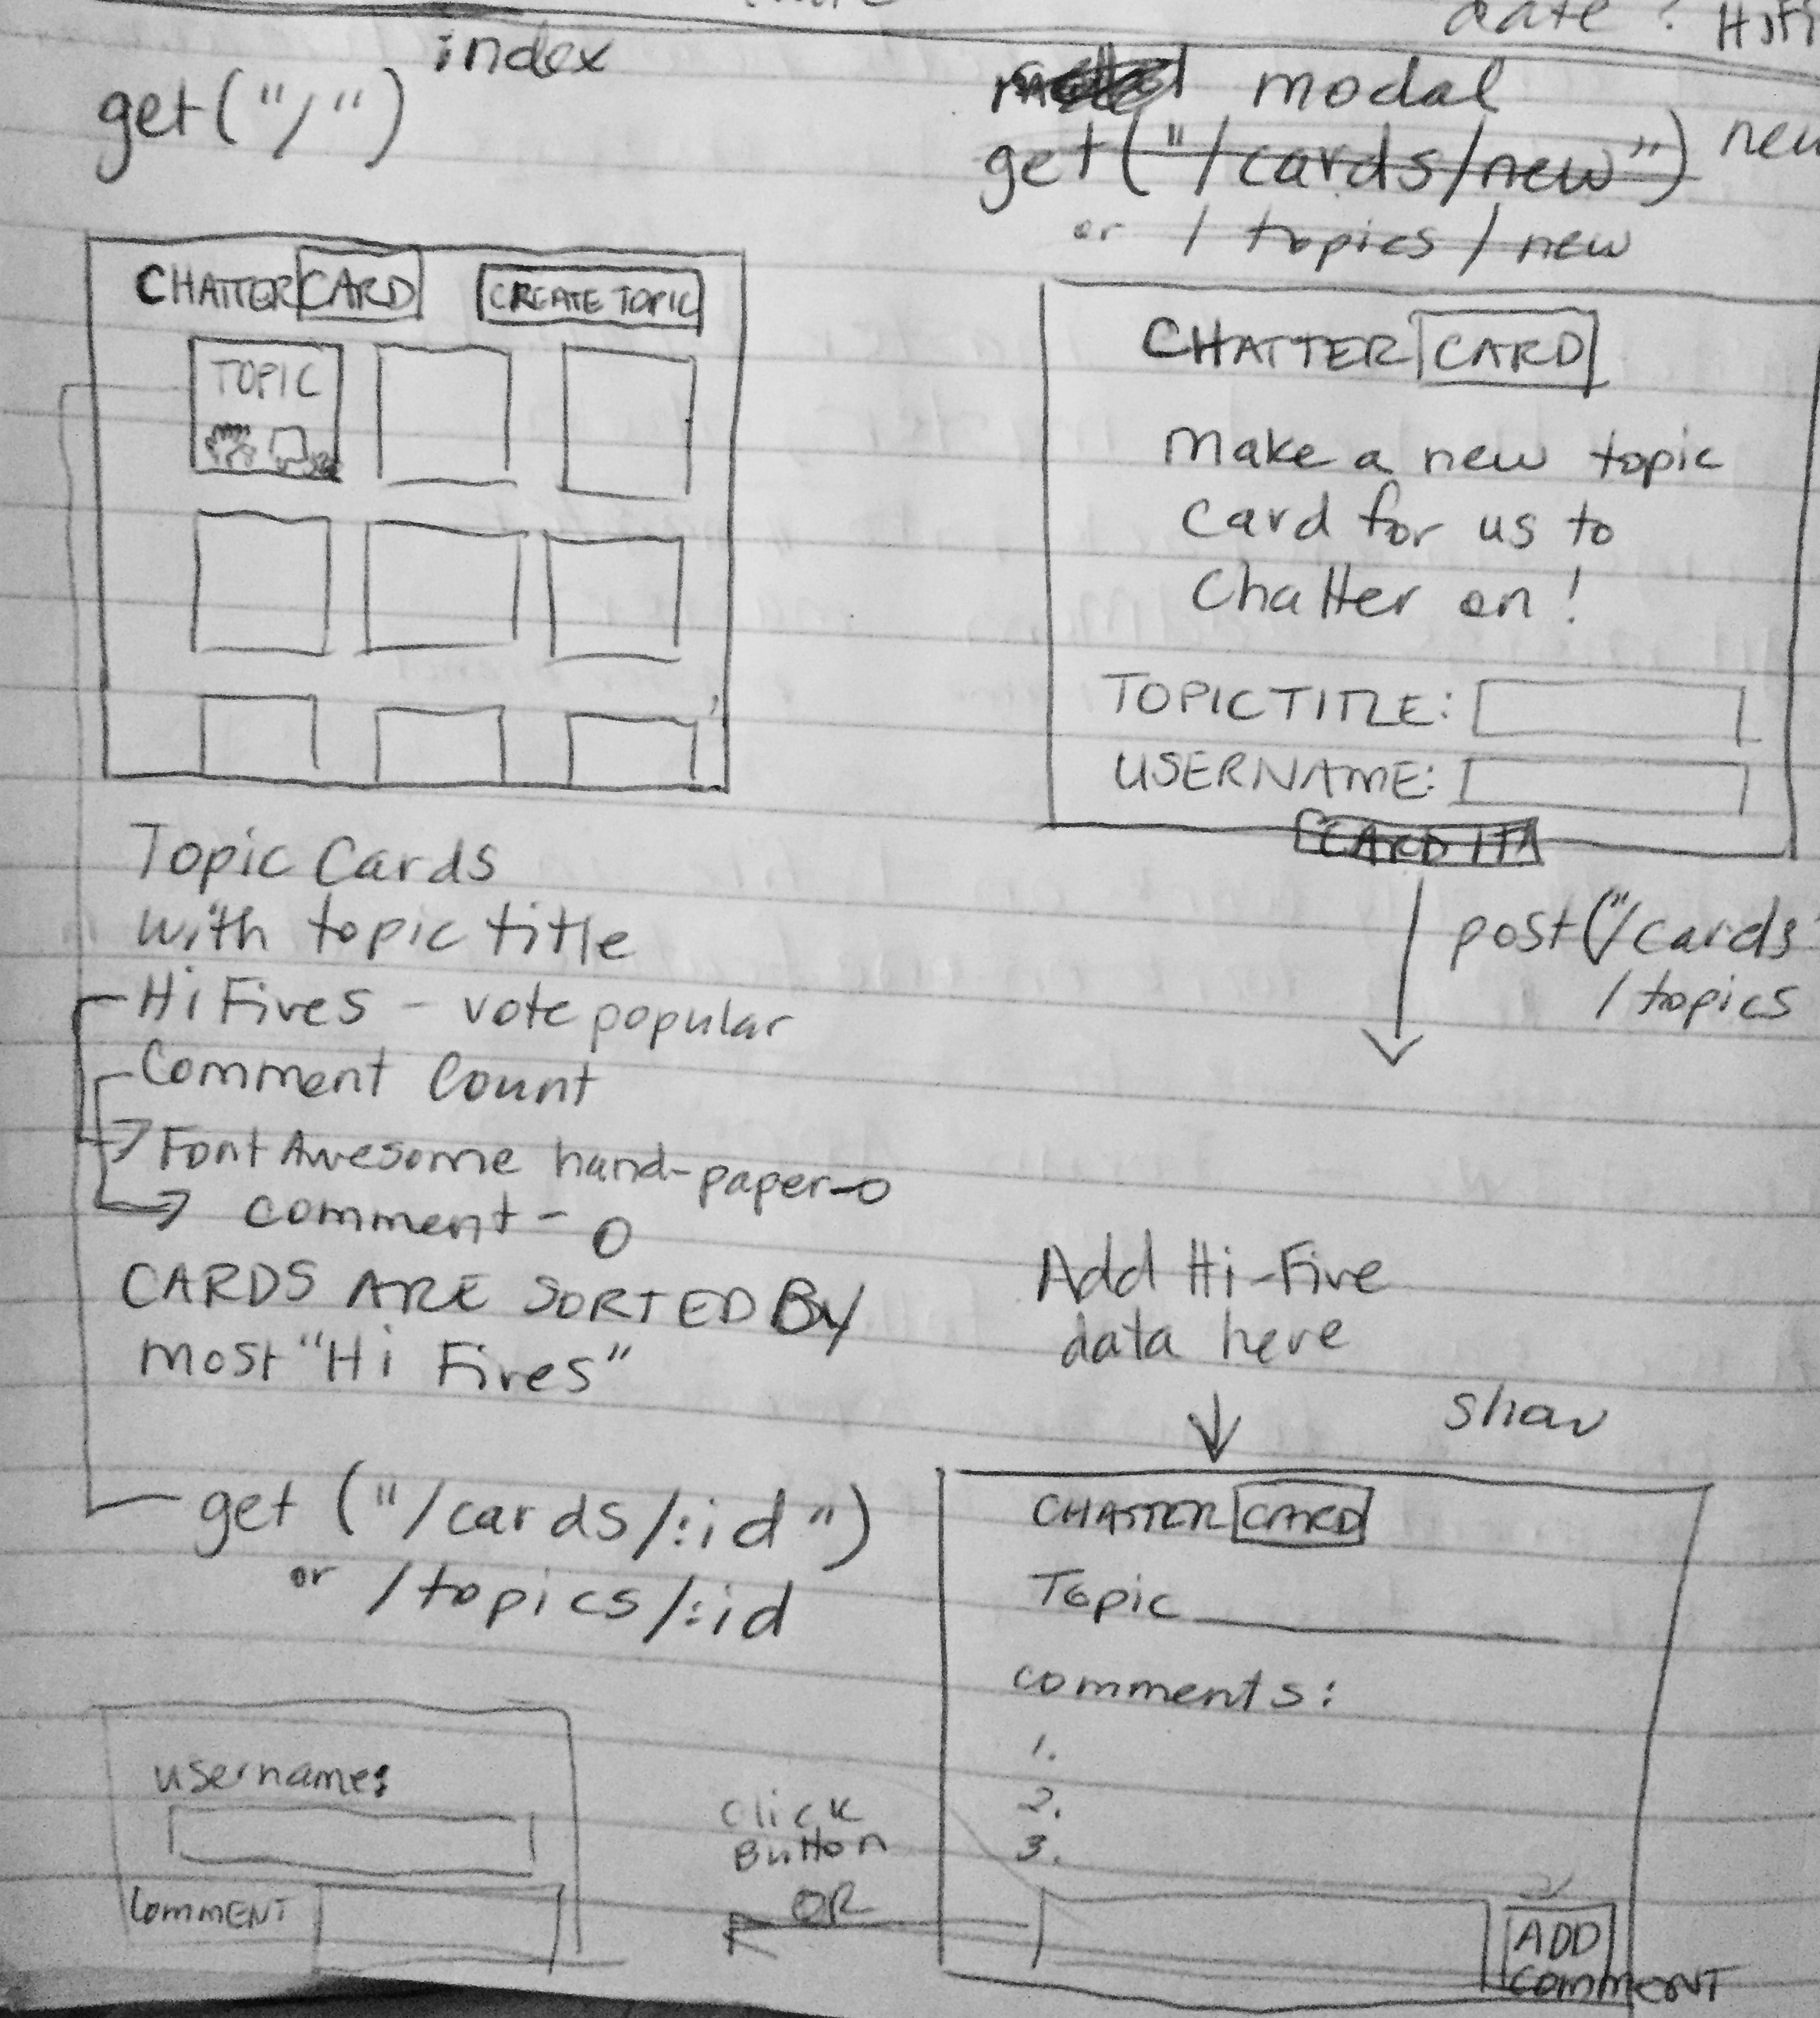 date ? HiFi
index
get("/")
CHATTER CARD
CREATE TOPIC
TOPIC
Topic Cards
with topic title
Hi Fives - vote popular
Comment Count
Font Awesome hand-paper-o
comment-o
CARDS ARE SORTED BY
most "Hi Fives"
get ("/cards/:id")
or /topics/:id
username:
COMMENT
modal
get("/cards/new") new
or / topics / new
CHATTER CARD
Make a new topic
Card for us to
Chatter on!
TOPIC TITLE:
USERNAME:
CARD IT
post("/cards
/topics
Add Hi-Five
data here
show
CHATTER CARD
Topic
comments:
1.
2.
3.
Click
Button
OR
ADD
COMMENT